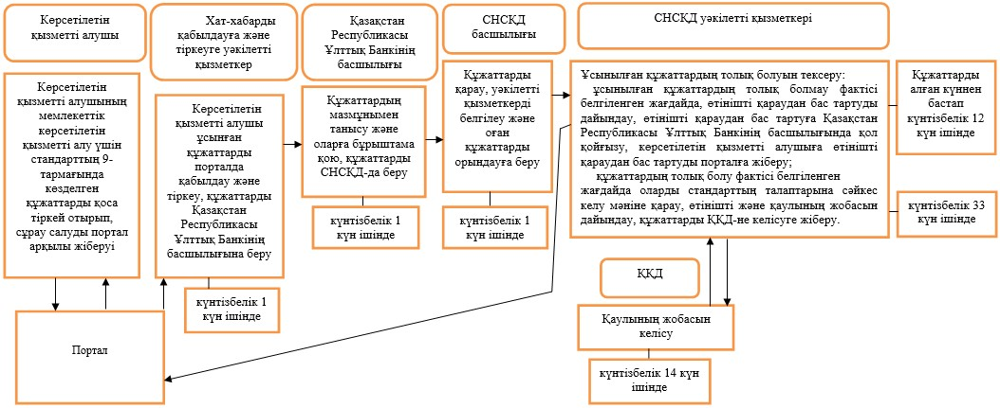 Көрсетілетін
қызметті алушы
Хат-хабарды
қабылдауға және
тіркеуге уәкілетті
қызметкер
Қазақстан
Республикасы
Ұлттық Банкінің
басшылығы
СНСҚД
басшылығы
СНСҚД уәкілетті қызметкері
Көрсетілетін
қызметті алушының
мемлекеттік
көрсетілетін
қызметті алу үшін
стандарттың 9-
тармағында
көзделген
құжаттарды қоса
тіркей отырып,
сұрау салуды портал
арқылы жіберуі
Көрсетілетін
қызметті алушы
ұсынған
құжаттарды
порталда
қабылдау және
тіркеу, құжаттарды
Қазақстан
Республикасы
Ұлттық Банкінің
басшылығына беру
Құжаттардың
мазмұнымен
танысу және
оларға бұрыштама
қою, құжаттарды
СНСҚД-да беру
Құжаттарды
қарау, уәкілетті
қызметкерді
белгілеу және
оған
құжаттарды
орындауға беру
Ұсынылған құжаттардың толық болуын тексеру:
ұсынылған құжаттардың толық болмау фактісі
белгіленген жағдайда, өтінішті қараудан бас тартуды
дайындау, өтінішті қараудан бас тартуға Қазақстан
Республикасы Ұлттық Банкінің басшылығында қол
қойғызу, көрсетілетін қызметті алушыға өтінішті
қараудан бас тартуды порталға жіберу;
құжаттардың толық болу фактісі белгіленген
жағдайда оларды стандарттың талаптарына сәйкес
келу мәніне қарау, өтінішті және қаулының жобасын
дайындау, құжаттарды ҚҚД-не келісуге жіберу.
Құжаттарды
алған күннен
бастап
күнтізбелік 12
күн ішінде
күнтізбелік 33
күн ішінде
күнтізбелік 1
күн ішінде
күнтізбелік 1
күн ішінде
күнтізбелік 1
күн ішінде
ҚҚД
Қаулының жобасын
келісу
күнтізбелік 14 күн
ішінде
Портал